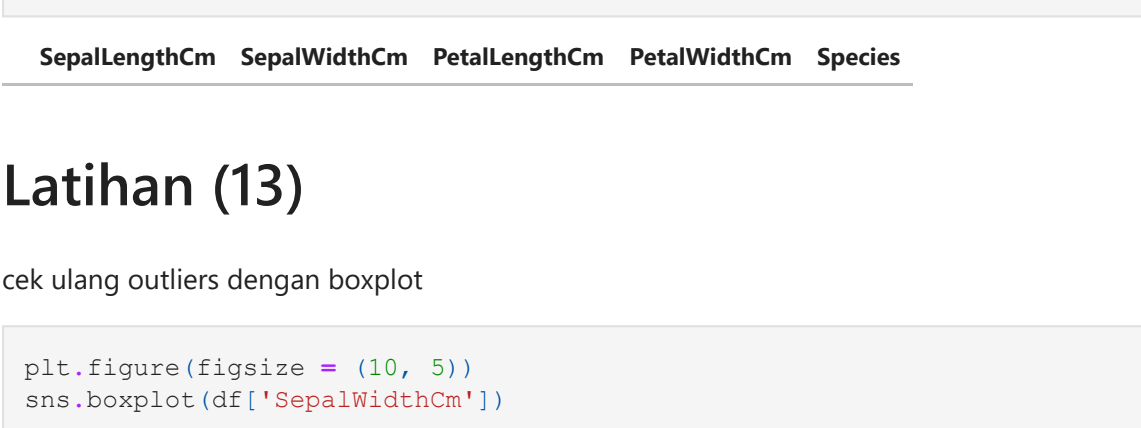 SepalLengthCm SepalWidthCm PetalLengthCm PetalWidthCm Species
Latihan (13)
cek ulang outliers dengan boxplot
plt.figure(figsize = (10, 5))
sns.boxplot(df['SepalWidthCm'])